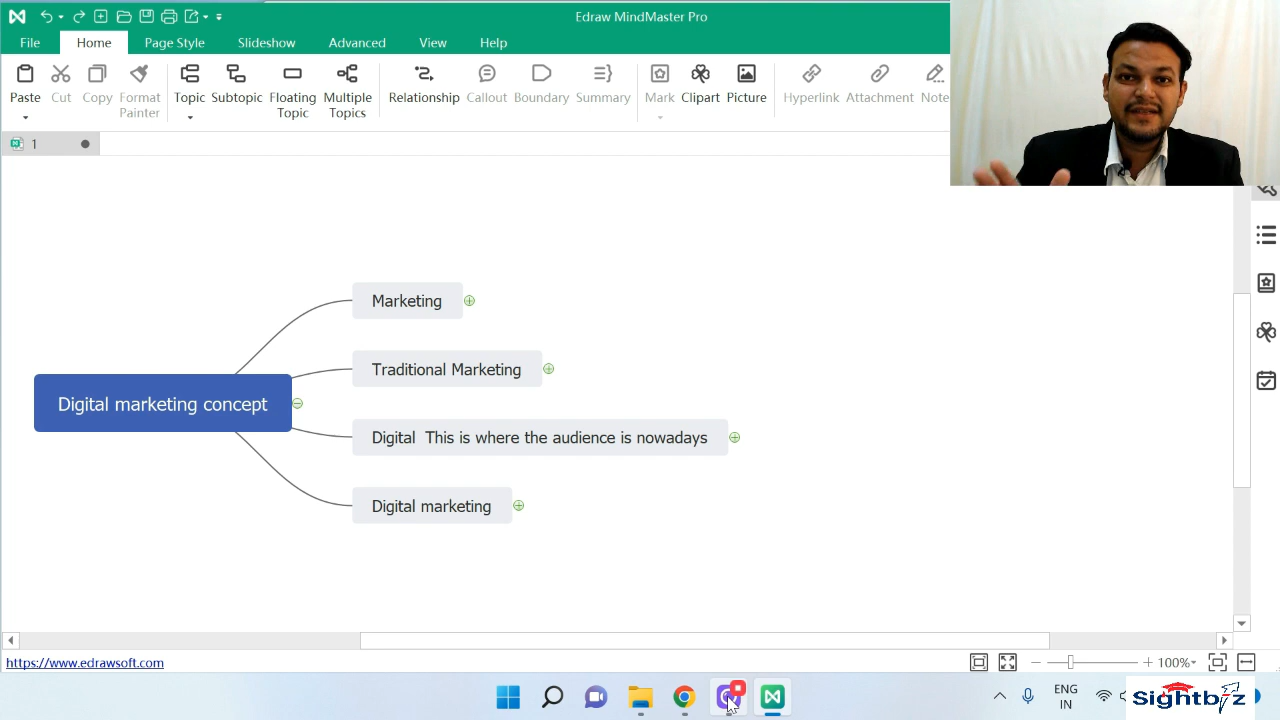 Edraw MindMaster Pro
File Home Page Style Slideshow Advanced View Help
Paste Cut Copy Format Painter Topic Subtopic Floating Topic Multiple Topics Relationship Callout Boundary Summary Mark Clipart Picture Hyperlink Attachment Note
1
Marketing
Traditional Marketing
Digital marketing concept
Digital  This is where the audience is nowadays
Digital marketing
https://www.edrawsoft.com
100%
ENG
IN
Sightbiz